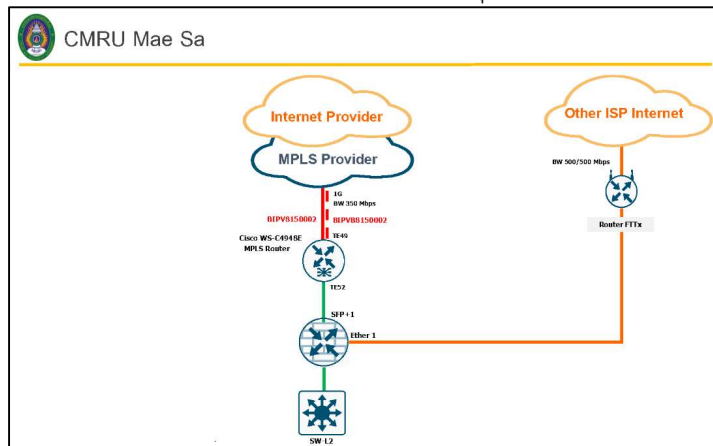 CMRU Mae Sa
Internet Provider
MPLS Provider
Other ISP Internet
BW 500/500 Mbps
Router FTTx
1G
BW 350 Mbps
BIPV8150002
BIPVB8150002
Cisco WS-C4948E
MPLS Router
TE49
TE52
SFP+1
Ether 1
SW-L2